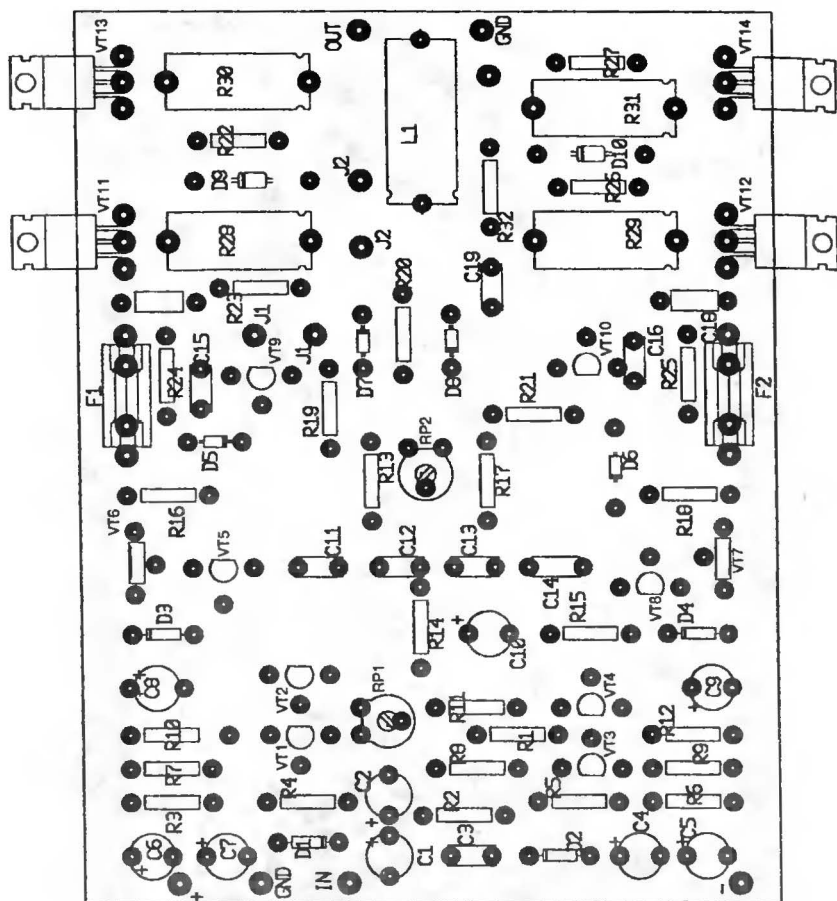 OUT
GND
VT13
VT14
R30
R27
R31
L1
R22
D10
D9
J2
R26
VT11
VT12
R28
R32
R29
J2
R20
C19
R23
J1
C18
C15
VT9
J1
VT10
C16
F1
R24
D7
D8
R25
F2
R19
R21
RP2
D5
R13
R17
D6
R16
R18
VT6
VT5
C11
C12
C13
C14
VT7
VT8
D3
R14
+
C10
R15
D4
+
C8
VT2
RP1
VT4
C9
+
R10
VT1
R11
R1
R12
VT3
R7
R8
R9
R4
C2
R5
R3
+
R2
R6
C6
+
C7
D1
+
C1
C3
D2
+
C4
+
C5
+
+
GND
IN
-